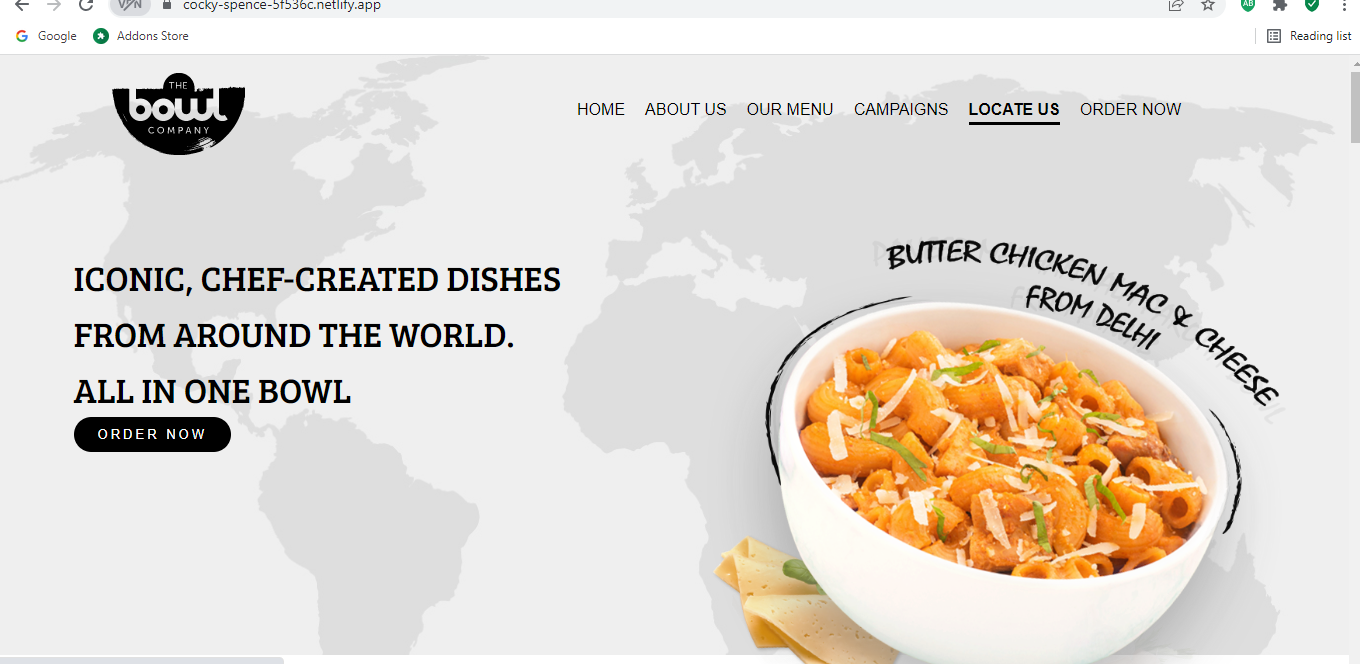 VPN
cocky-spence-5f536c.netlify.app
AB
Google
Addons Store
Reading list
THE
bowl
COMPANY
HOME
ABOUT US
OUR MENU
CAMPAIGNS
LOCATE US
ORDER NOW
ICONIC, CHEF-CREATED DISHES
FROM AROUND THE WORLD.
ALL IN ONE BOWL
ORDER NOW
BUTTER CHICKEN MAC & CHEESE
FROM DELHI